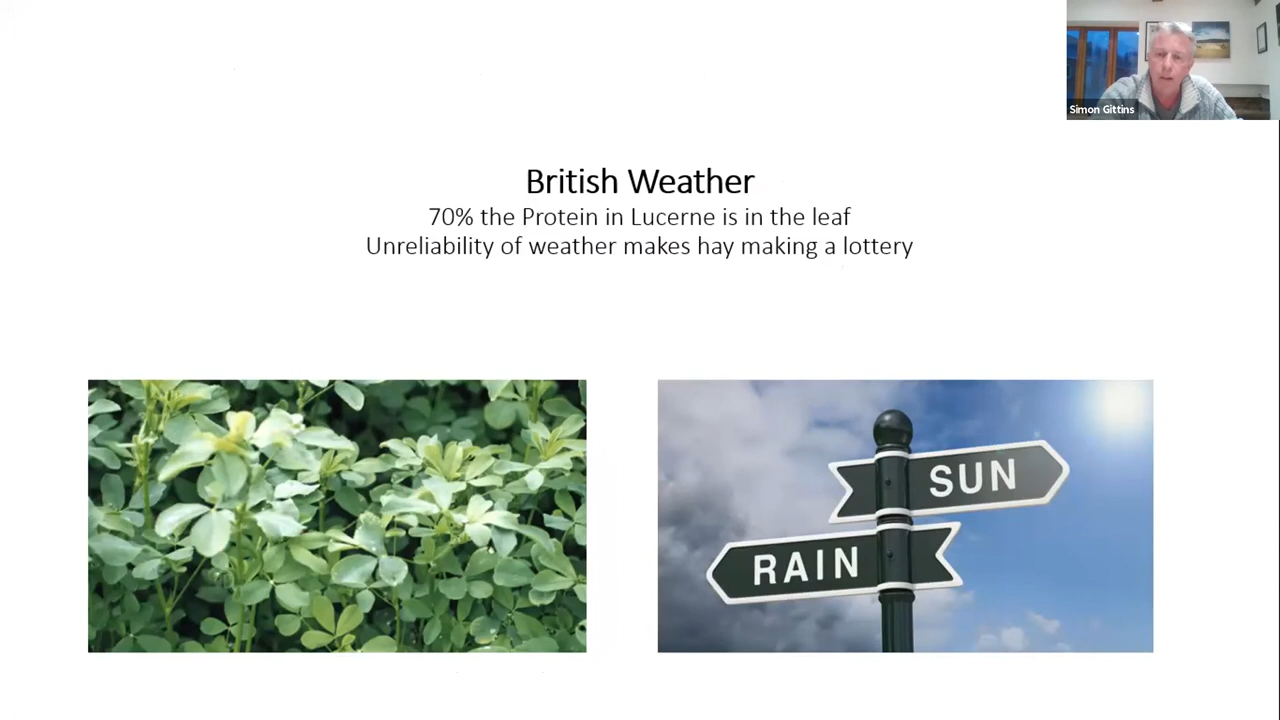 Simon Gittins
British Weather
70% the Protein in Lucerne is in the leaf
Unreliability of weather makes hay making a lottery
SUN
RAIN